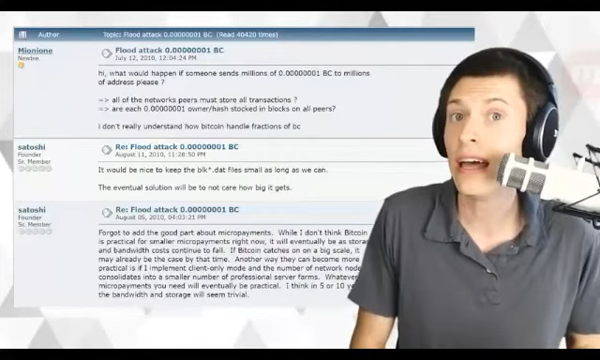 Author Topic: Flood attack 0.00000001 BC (Read 40420 times)
Mionione
Newbie
Flood attack 0.00000001 BC
July 12, 2010, 12:04:24 PM
hi, what would happen if someone sends millions of 0.00000001 BC to millions
of address please ?
=> all of the networks peers must store all transactions ?
=> are each 0.00000001 owner/hash stocked in blocks on all peers?
i don't really understand how bitcoin handle fractions of bc
satoshi
Founder
Sr. Member
Re: Flood attack 0.00000001 BC
August 11, 2010, 11:28:50 PM
It would be nice to keep the blk*.dat files small as long as we can.
The eventual solution will be to not care how big it gets.
satoshi
Founder
Sr. Member
Re: Flood attack 0.00000001 BC
August 05, 2010, 04:03:21 PM
Forgot to add the good part about micropayments. While I don't think Bitcoin
is practical for smaller micropayments right now, it will eventually be as storag
and bandwidth costs continue to fall. If Bitcoin catches on on a big scale, it
may already be the case by that time. Another way they can become more
practical is if I implement client-only mode and the number of network node
consolidates into a smaller number of professional server farms. Whatever
micropayments you need will eventually be practical. I think in 5 or 10 ye
the bandwidth and storage will seem trivial.